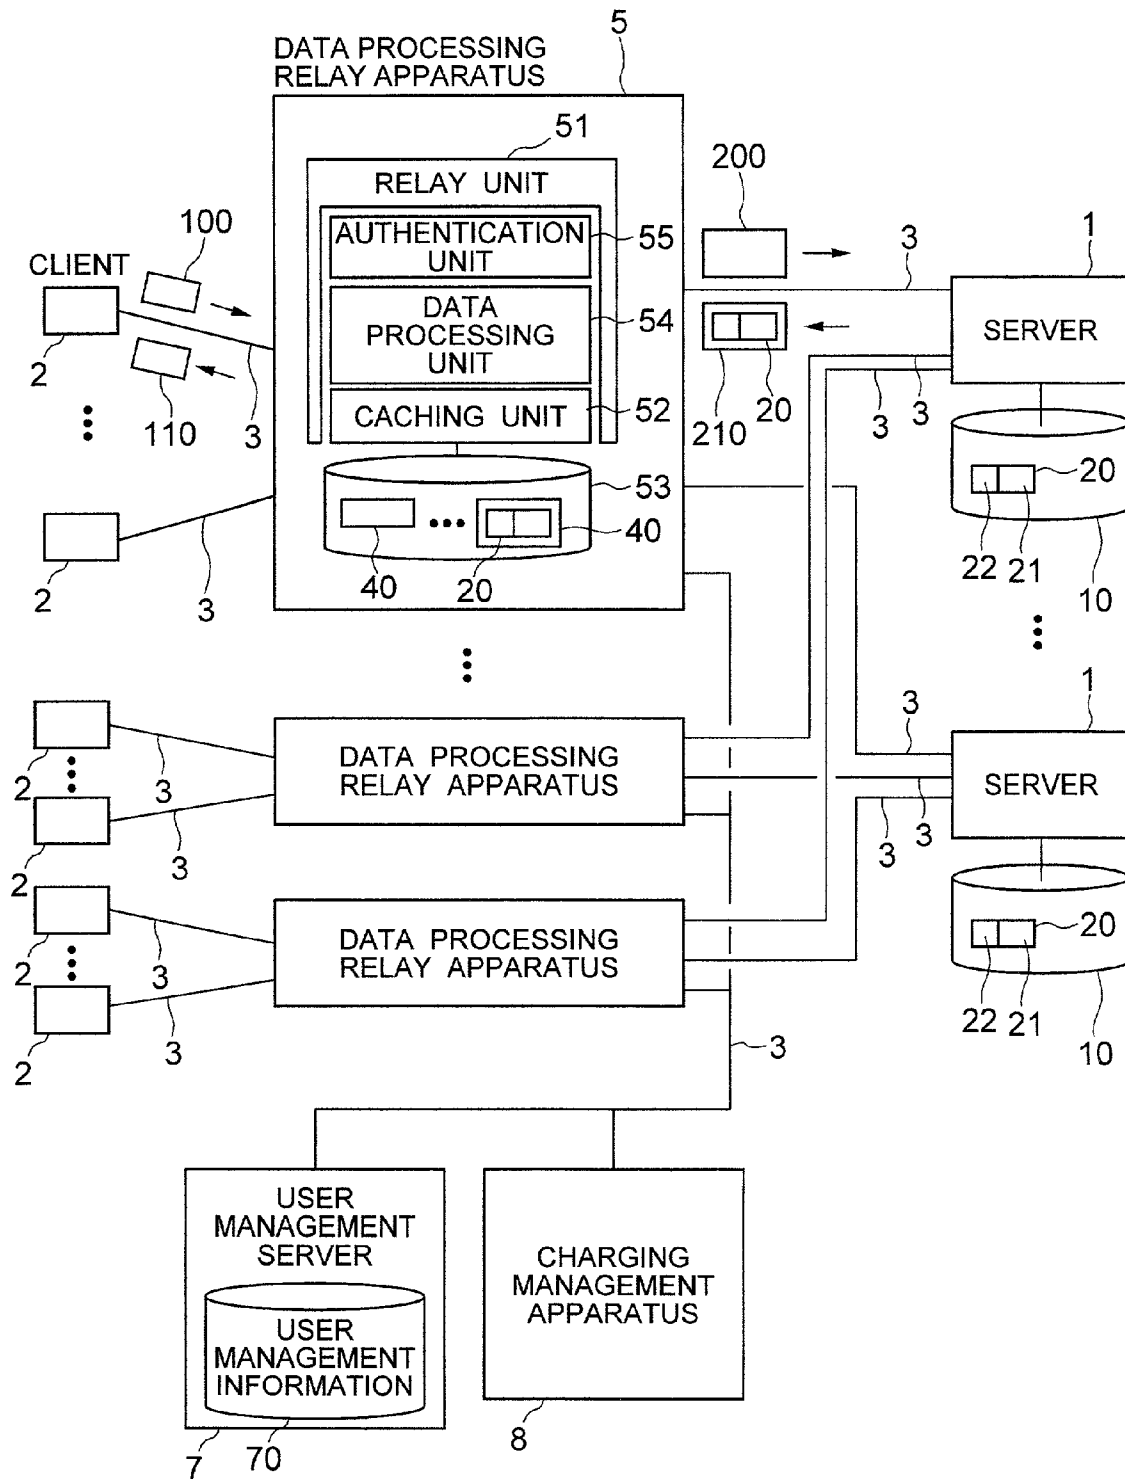 5
DATA PROCESSING
RELAY APPARATUS
51
200
RELAY UNIT
100
AUTHENTICATION
UNIT
55
3
1
CLIENT
DATA
PROCESSING
UNIT
54
SERVER
2
20
3
3
110
3
CACHING UNIT
52
210
53
20
40
2
3
40
20
22
21
10
1
2
3
DATA PROCESSING
RELAY APPARATUS
3
3
3
SERVER
2
3
2
3
DATA PROCESSING
RELAY APPARATUS
20
2
3
22
21
10
3
USER
MANAGEMENT
SERVER
CHARGING
MANAGEMENT
APPARATUS
USER
MANAGEMENT
INFORMATION
7
70
8